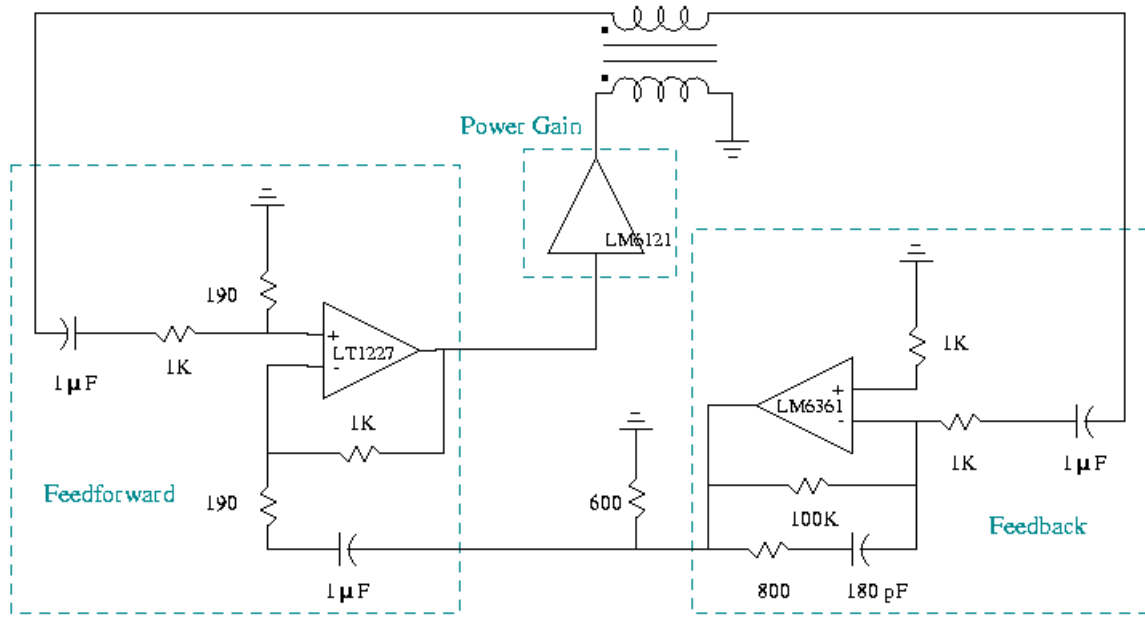 Power Gain
LM6121
190
+
LT1227
-
1K
1μF
1K
1K
+
LM6361
-
1K
1μF
Feedforward
190
600
100K
Feedback
1μF
800
180 pF